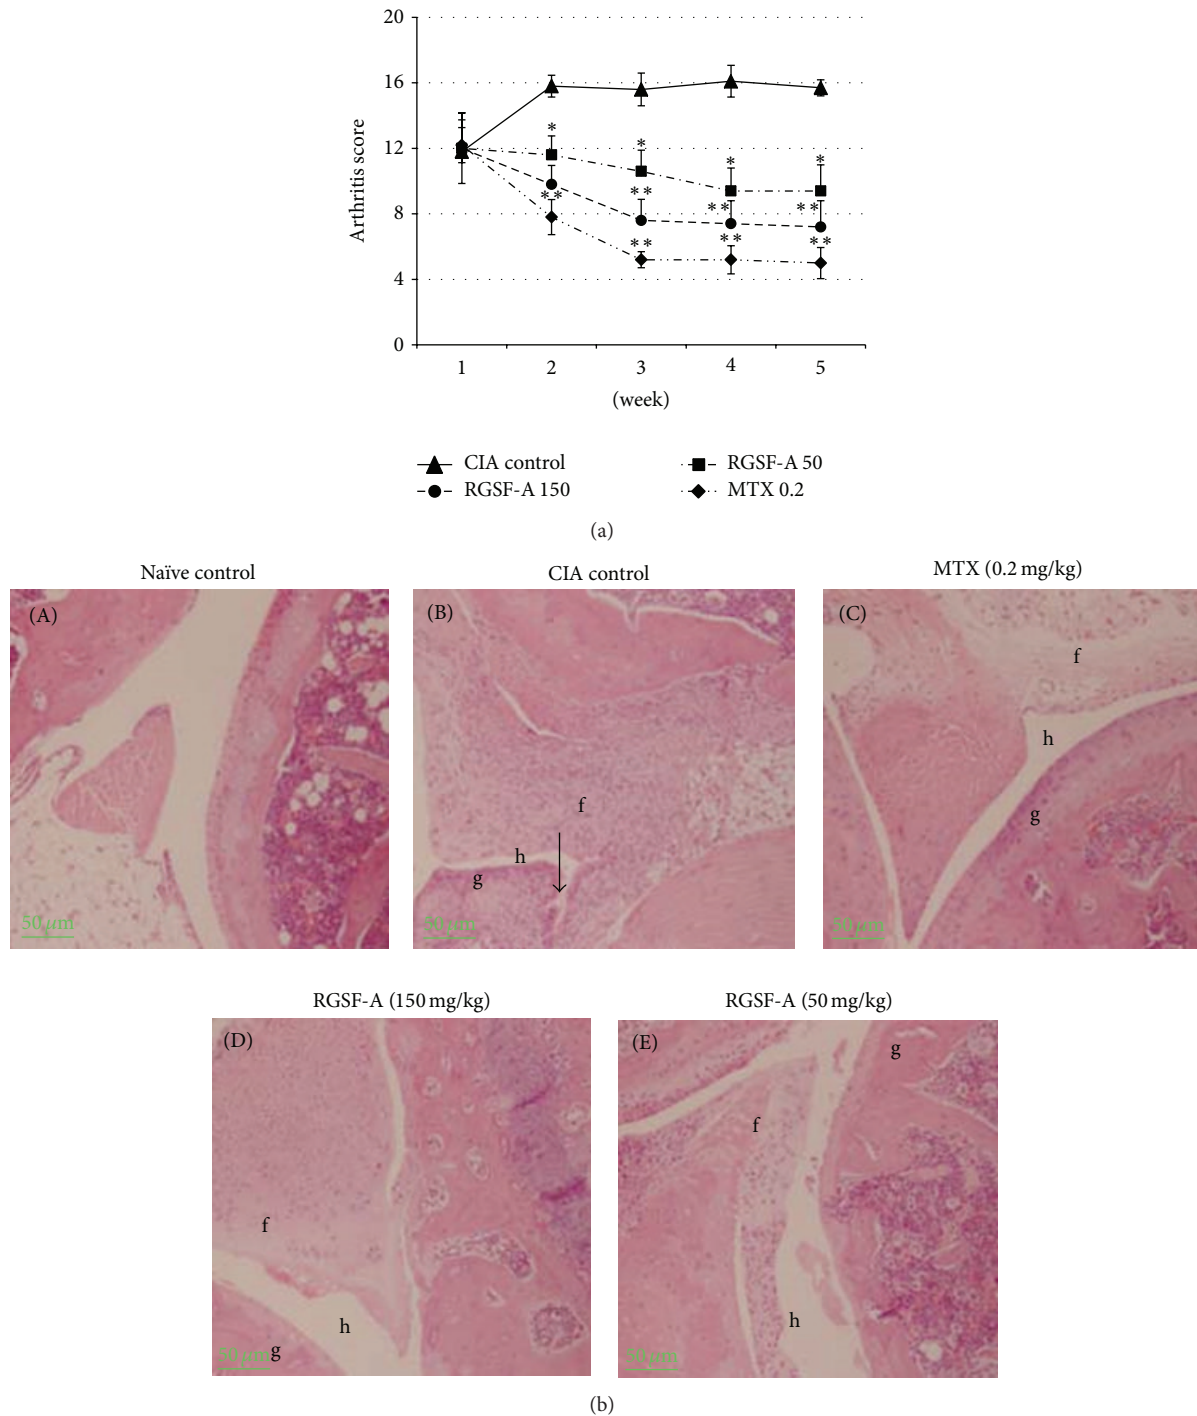 20
16
12
8
4
0
Arthritis score
* * * *
** ** ** **
** ** **
1 2 3 4 5
(week)
CIA control RGSF-A 50
RGSF-A 150 MTX 0.2
(a)
Naïve control CIA control MTX (0.2 mg/kg)
(A) (B) (C)
f
h
f
g
h
g
50 μm 50 μm 50 μm
RGSF-A (150 mg/kg) RGSF-A (50 mg/kg)
(D) (E)
g
f
f
h
h
g
50 μm 50 μm
(b)